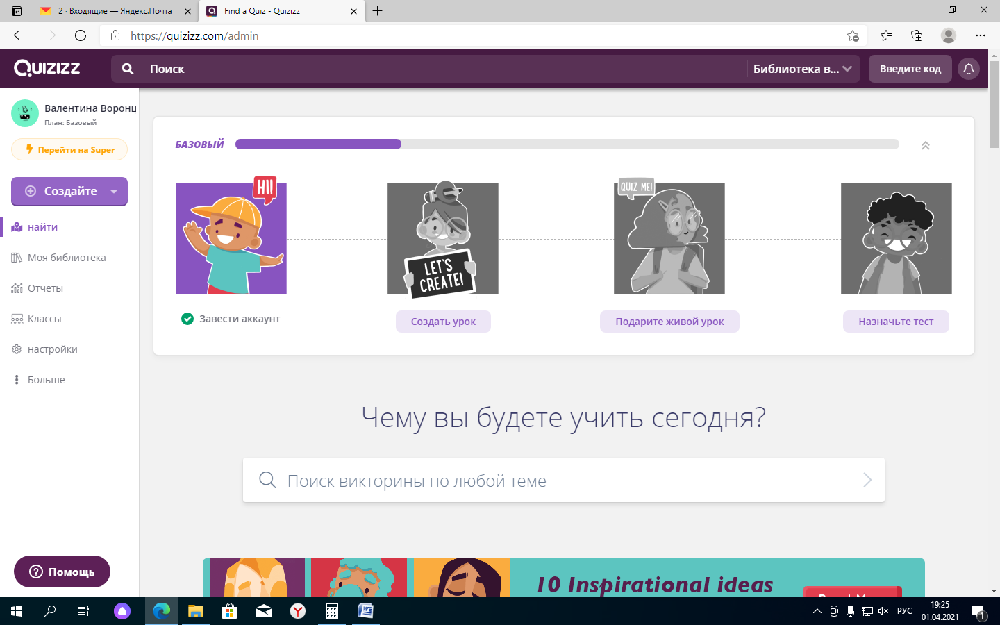 2 · Входящие — Яндекс.Почта
Find a Quiz - Quizizz
https://quizizz.com/admin
Quizizz
Поиск
Библиотека в...
Введите код
Валентина Воронц
План: Базовый
Перейти на Super
Создайте
найти
Моя библиотека
Отчеты
Классы
настройки
Больше
Помощь
БАЗОВЫЙ
HI!
LET'S CREATE!
QUIZ ME!
Завести аккаунт
Создать урок
Подарите живой урок
Назначьте тест
Чему вы будете учить сегодня?
Поиск викторины по любой теме
10 Inspirational ideas
РУС
19:25
01.04.2021
1